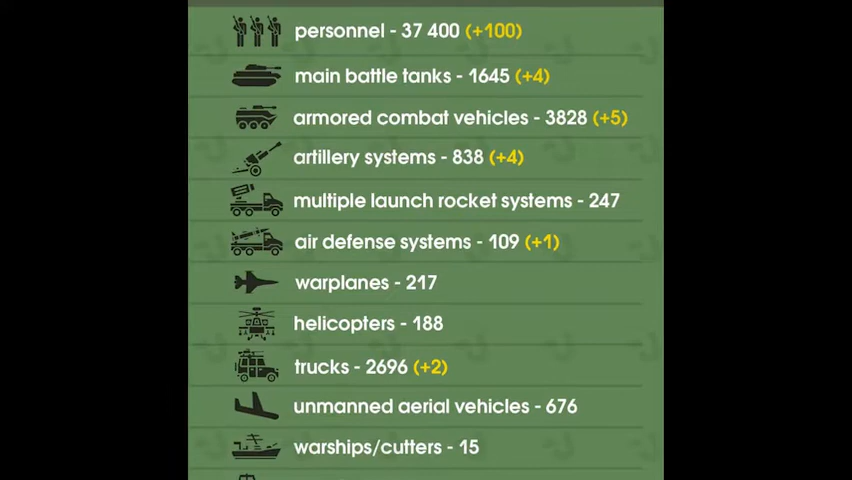 personnel - 37 400 (+100)
main battle tanks - 1645 (+4)
armored combat vehicles - 3828 (+5)
artillery systems - 838 (+4)
multiple launch rocket systems - 247
air defense systems - 109 (+1)
warplanes - 217
helicopters - 188
trucks - 2696 (+2)
unmanned aerial vehicles - 676
warships/cutters - 15